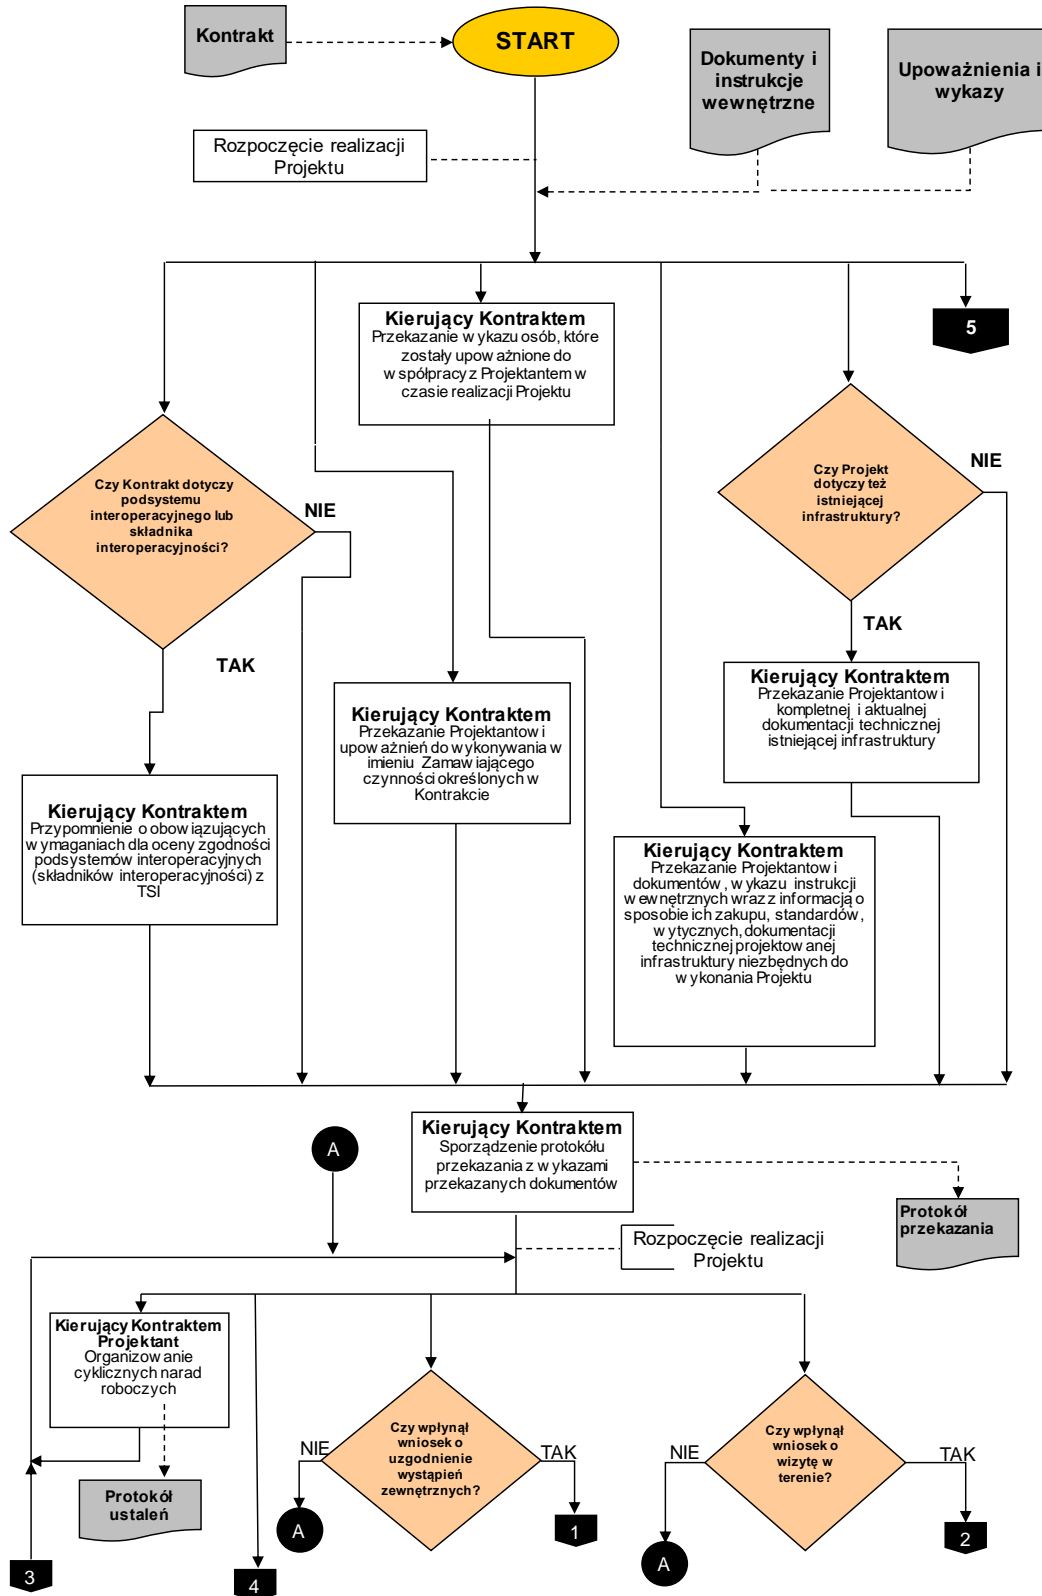 Kontrakt
START
Dokumenty i
instrukcje
wewnętrzne
Upoważnienia i
wykazy
Rozpoczęcie realizacji
Projektu
5
Kierujący Kontraktem
Przekazanie wykazu osób, które
zostały upoważnione do
współpracy z Projektantem w
czasie realizacji Projektu
Czy Kontrakt dotyczy
podsystemu
interoperacyjnego lub
składnika
interoperacyjności?
NIE
TAK
Czy Projekt
dotyczy też
istniejącej
infrastruktury?
NIE
TAK
Kierujący Kontraktem
Przekazanie Projektantowi
upoważnień do wykonywania w
imieniu Zamawiającego
czynności określonych w
Kontrakcie
Kierujący Kontraktem
Przekazanie Projektantowi
kompletnej i aktualnej
dokumentacji technicznej
istniejącej infrastruktury
Kierujący Kontraktem
Przypomnienie o obowiązujących
wymaganiach dla oceny zgodności
podsystemów interoperacyjnych
(składników interoperacyjności) z
TSI
Kierujący Kontraktem
Przekazanie Projektantowi
dokumentów, wykazu instrukcji
wewnętrznych wraz z informacją o
sposobie ich zakupu, standardów,
wytycznych, dokumentacji
technicznej projektowanej
infrastruktury niezbędnych do
wykonania Projektu
A
Kierujący Kontraktem
Sporządzenie protokółu
przekazania z wykazami
przekazanych dokumentów
Protokół
przekazania
Rozpoczęcie realizacji
Projektu
Kierujący Kontraktem
Projektant
Organizowanie
cyklicznych narad
roboczych
Protokół
ustaleń
Czy wpłynął
wniosek o
uzgodnienie
wystąpień
zewnętrznych?
NIE
TAK
Czy wpłynął
wniosek o
wizytę w
terenie?
NIE
TAK
A
1
A
2
3
4